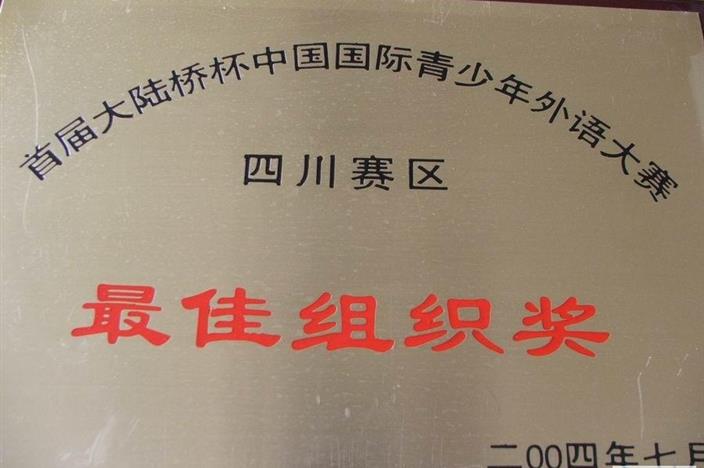 首届大陆桥杯中国国际青少年外语大赛
四川赛区
最佳组织奖
二00四年七月